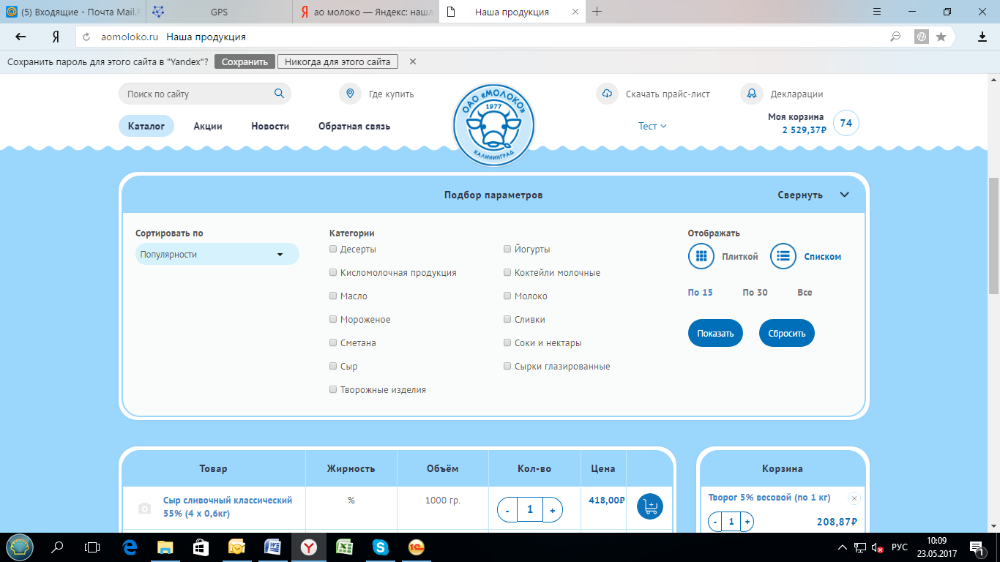 (5) Входящие - Почта Mail.R
GPS
ао молоко — Яндекс: нашл
Наша продукция
aomoloko.ru Наша продукция
Сохранить пароль для этого сайта в "Yandex"? Сохранить Никогда для этого сайта
Поиск по сайту
Где купить
Скачать прайс-лист
Декларации
ОАО «МОЛОКО»
1977
КАЛИНИНГРАД
Каталог
Акции
Новости
Обратная связь
Тест
Моя корзина
2 529,37₽
74
Подбор параметров
Свернуть
Сортировать по
Популярности
Категории
Десерты
Йогурты
Кисломолочная продукция
Коктейли молочные
Масло
Молоко
Мороженое
Сливки
Сметана
Соки и нектары
Сыр
Сырки глазированные
Творожные изделия
Отображать
Плиткой
Списком
По 15
По 30
Все
Показать
Сбросить
Товар
Жирность
Объём
Кол-во
Цена
Сыр сливочный классический
55% (4 x 0,6кг)
%
1000 гр.
- 1 +
418,00₽
Корзина
Творог 5% весовой (по 1 кг)
- 1 +
208,87₽
РУС
10:09
23.05.2017
1